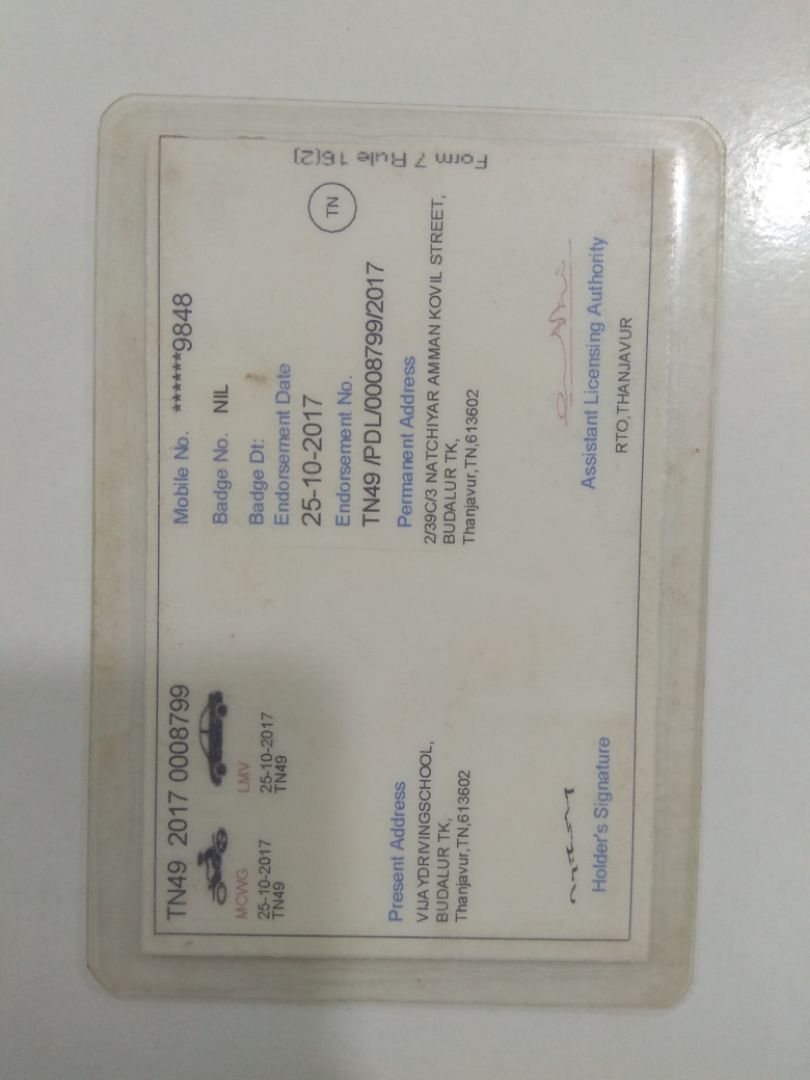 Form 7 Rule 16(2)
TN49 2017 0008799
MCWG
25-10-2017
TN49
LMV
25-10-2017
TN49
Mobile No. ******9848
Badge No. NIL
Badge Dt:
Endorsement Date
25-10-2017
TN
Endorsement No.
TN49 /PDL/0008799/2017
Present Address
VIJAYDRIVINGSCHOOL,
BUDALUR TK,
Thanjavur,TN,613602
Permanent Address
2/39C/3 NATCHIYAR AMMAN KOVIL STREET,
BUDALUR TK,
Thanjavur,TN,613602
Holder's Signature
Assistant Licensing Authority
RTO,THANJAVUR